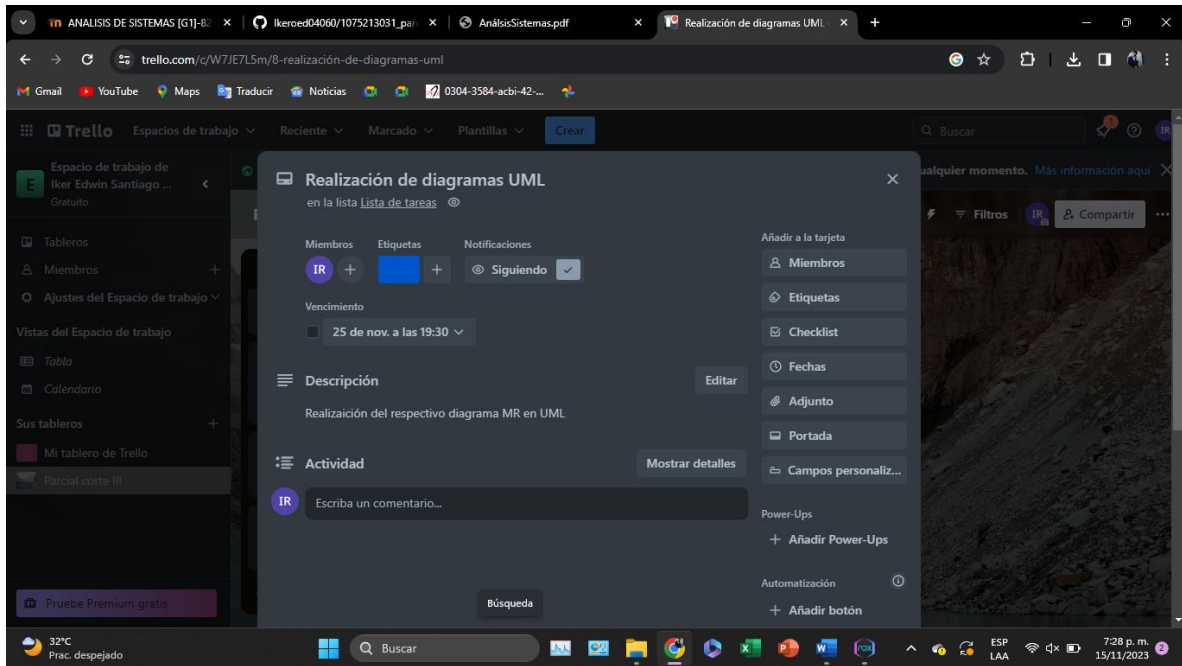 ANALISIS DE SISTEMAS [G1]-82
Ikeroed04060/1075213031_par
AnálsisSistemas.pdf
Realización de diagramas UML
trello.com/c/W7JE7L5m/8-realización-de-diagramas-uml
Gmail
YouTube
Maps
Traducir
Noticias
0304-3584-acbi-42-...
Trello
Espacios de trabajo
Reciente
Marcado
Plantillas
Crear
Buscar
IR
Espacio de trabajo de
E
Iker Edwin Santiago ...
Gratuito
ualquier momento. Más información aquí
Filtros
IR
Compartir
Tableros
Miembros
Ajustes del Espacio de trabajo
Vistas del Espacio de trabajo
Tabla
Calendario
Sus tableros
Mi tablero de Trello
Parcial corte III
Pruebe Premium gratis
Realización de diagramas UML
en la lista Lista de tareas
Miembros
Etiquetas
Notificaciones
IR
Siguiendo
Vencimiento
25 de nov. a las 19:30
Descripción
Editar
Realizaición del respectivo diagrama MR en UML
Actividad
Mostrar detalles
IR
Escriba un comentario...
Añadir a la tarjeta
Miembros
Etiquetas
Checklist
Fechas
Adjunto
Portada
Campos personaliz...
Power-Ups
+ Añadir Power-Ups
Automatización
+ Añadir botón
Búsqueda
32°C
Prac. despejado
Buscar
ESP
LAA
7:28 p. m.
15/11/2023
2